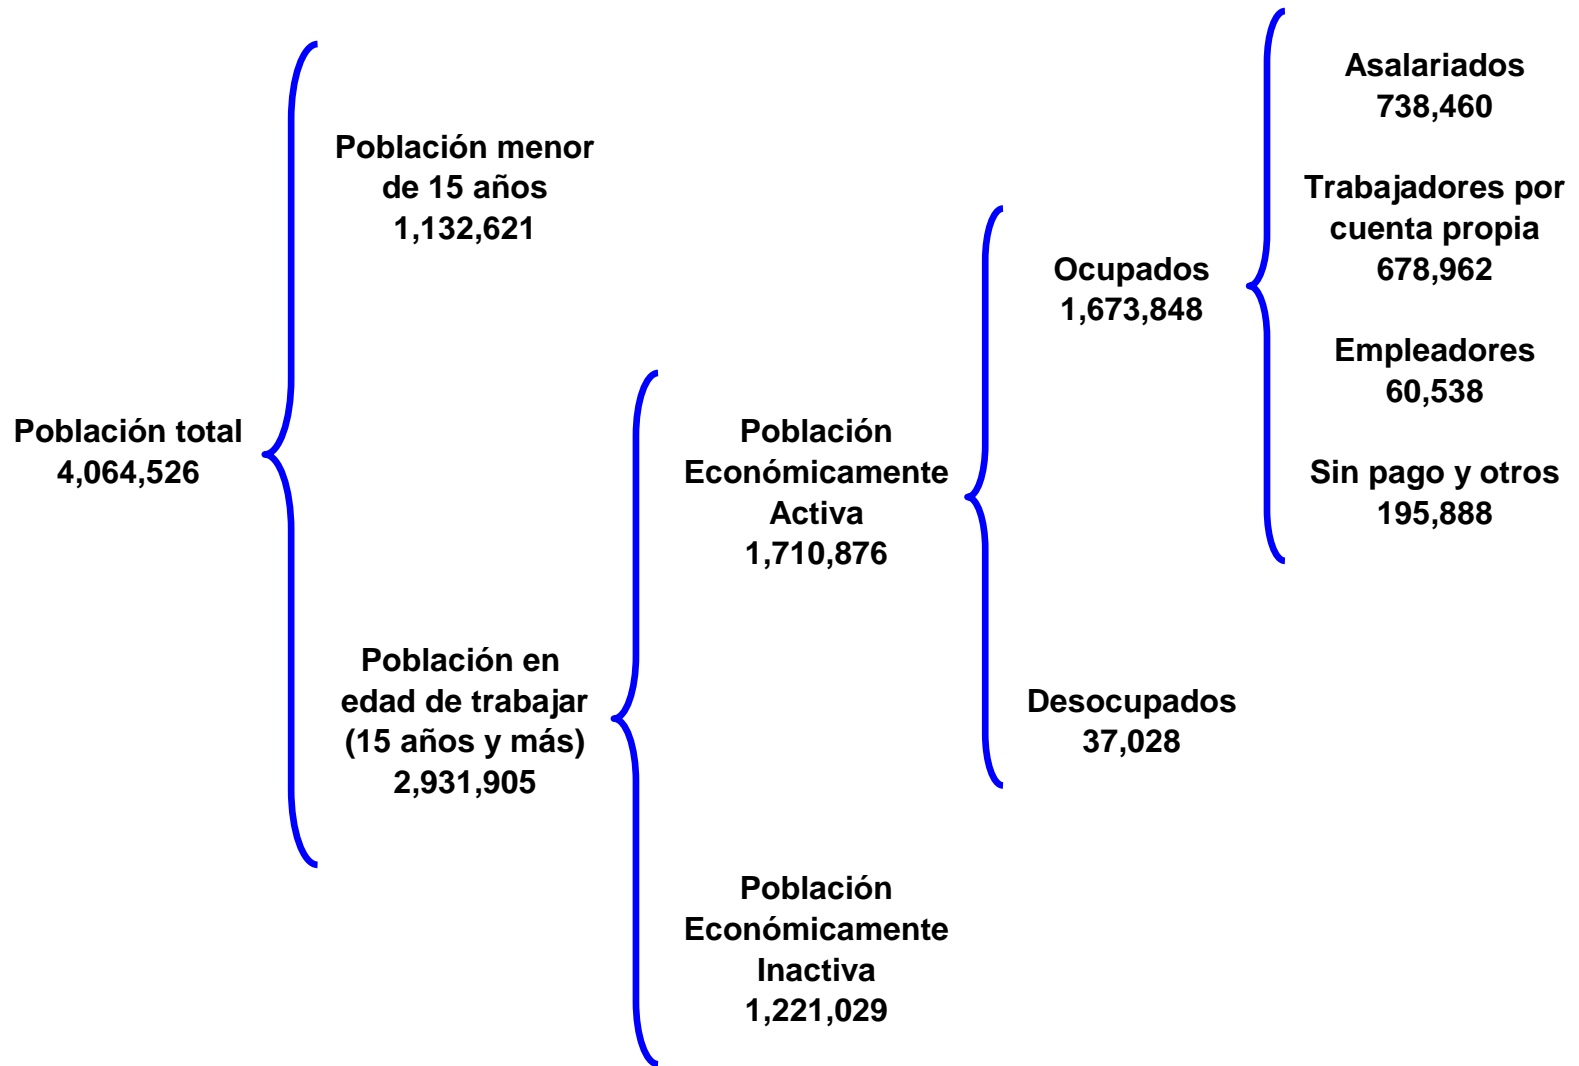 Población total
4,064,526
Población menor
de 15 años
1,132,621
Población en
edad de trabajar
(15 años y más)
2,931,905
Población
Económicamente
Activa
1,710,876
Población
Económicamente
Inactiva
1,221,029
Ocupados
1,673,848
Desocupados
37,028
Asalariados
738,460
Trabajadores por
cuenta propia
678,962
Empleadores
60,538
Sin pago y otros
195,888